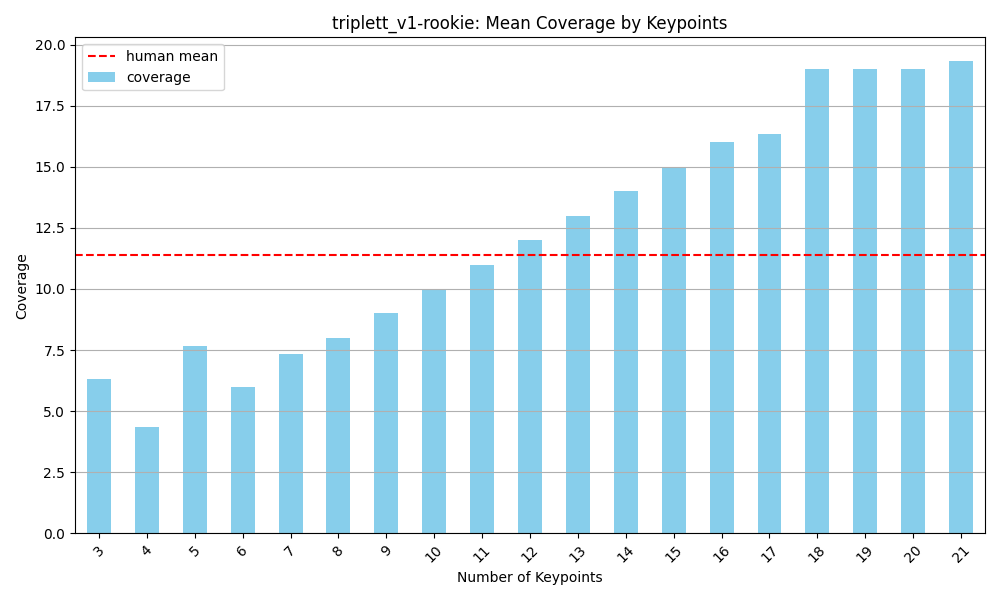 triplett_v1-rookie: Mean Coverage by Keypoints
human mean
coverage
20.0
17.5
15.0
12.5
10.0
7.5
5.0
2.5
0.0
Coverage
3 4 5 6 7 8 9 10 11 12 13 14 15 16 17 18 19 20 21
Number of Keypoints